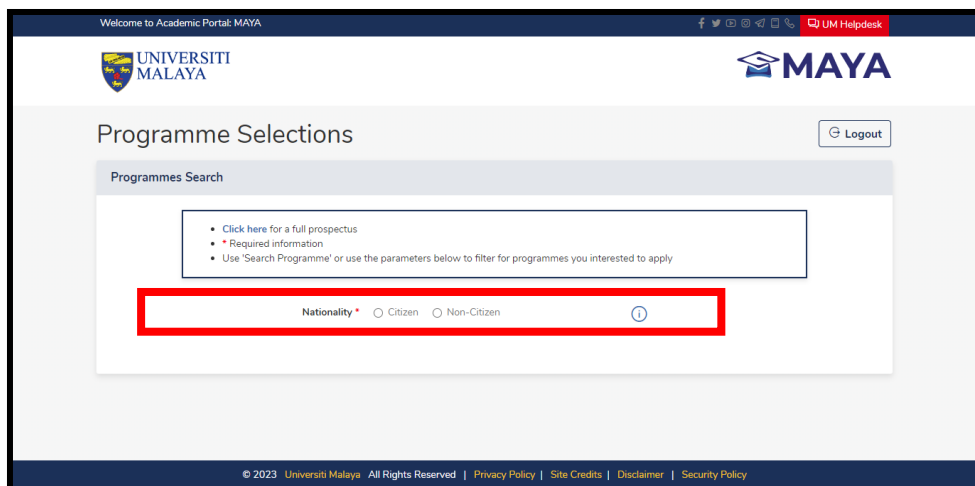 Welcome to Academic Portal: MAYA
UM Helpdesk
UNIVERSITI
MALAYA
MAYA
Programme Selections
Logout
Programmes Search
Click here for a full prospectus
* Required information
Use 'Search Programme' or use the parameters below to filter for programmes you interested to apply
Nationality * Citizen Non-Citizen
© 2023 Universiti Malaya All Rights Reserved | Privacy Policy | Site Credits | Disclaimer | Security Policy